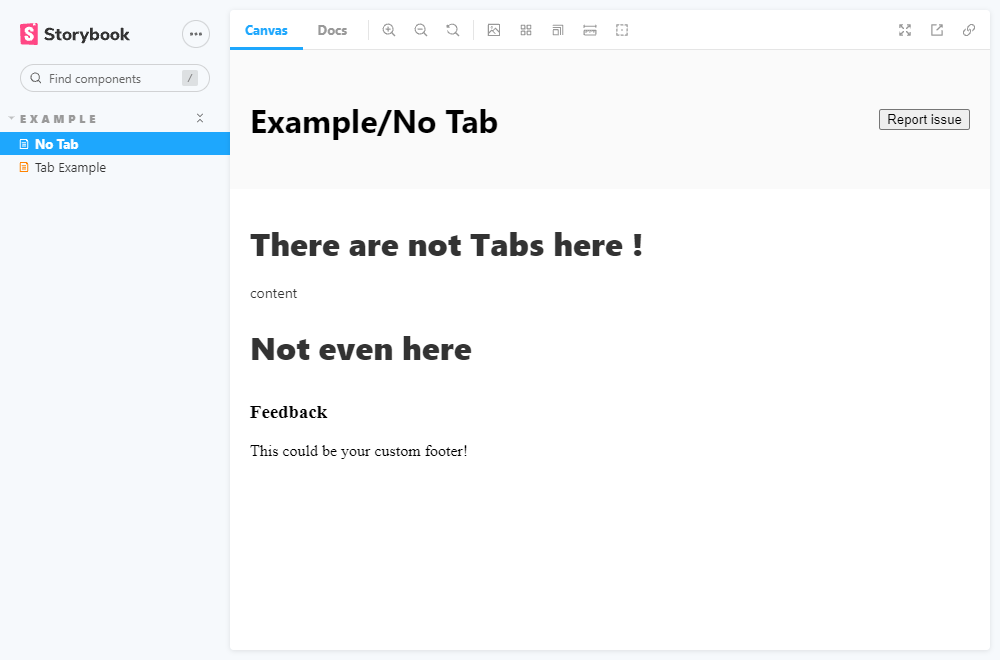 Storybook
Find components
/
EXAMPLE
No Tab
Tab Example
Canvas
Docs
Example/No Tab
Report issue
There are not Tabs here !
content
Not even here
Feedback
This could be your custom footer!